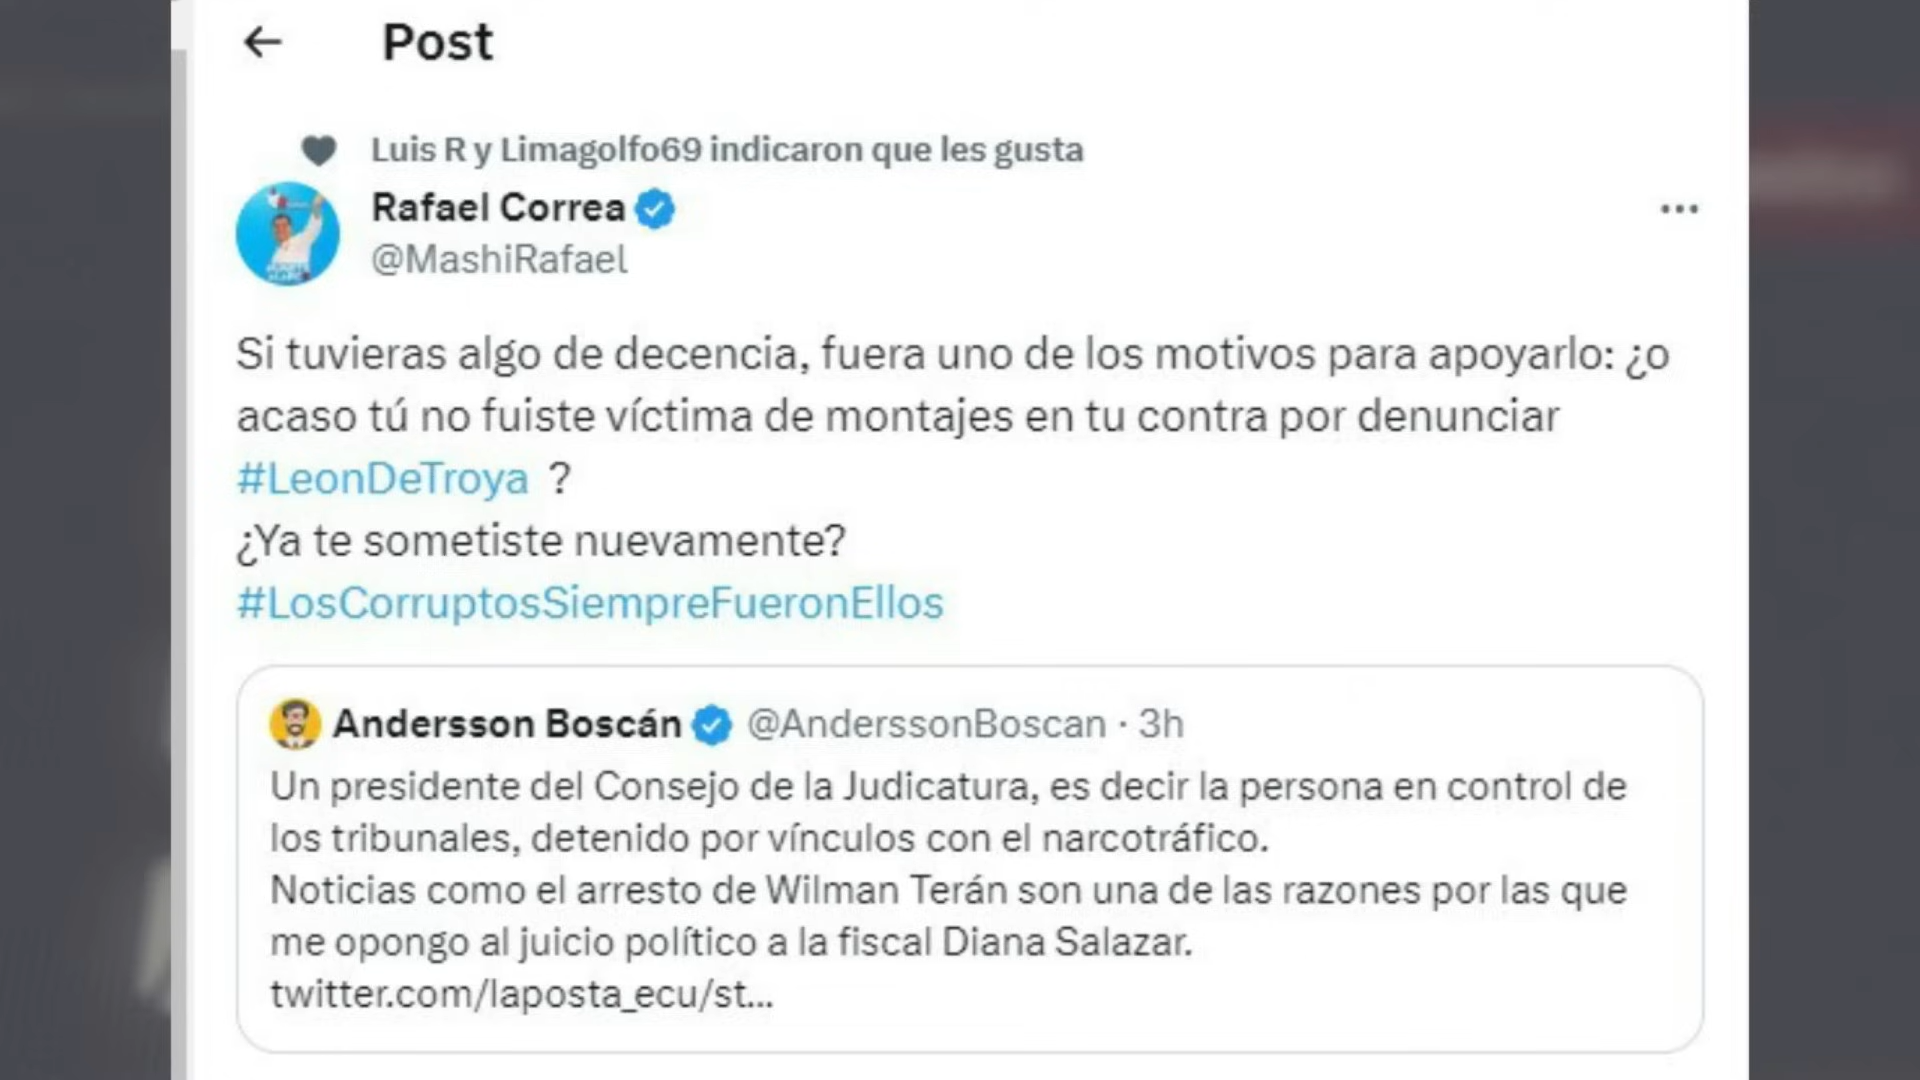 Post
Luis R y Limagolfo69 indicaron que les gusta
Rafael Correa
@MashiRafael
Si tuvieras algo de decencia, fuera uno de los motivos para apoyarlo: ¿o
acaso tú no fuiste víctima de montajes en tu contra por denunciar
#LeonDeTroya ?
¿Ya te sometiste nuevamente?
#LosCorruptosSiempreFueronEllos
Andersson Boscán @AnderssonBoscan · 3h
Un presidente del Consejo de la Judicatura, es decir la persona en control de
los tribunales, detenido por vínculos con el narcotráfico.
Noticias como el arresto de Wilman Terán son una de las razones por las que
me opongo al juicio político a la fiscal Diana Salazar.
twitter.com/laposta_ecu/st...